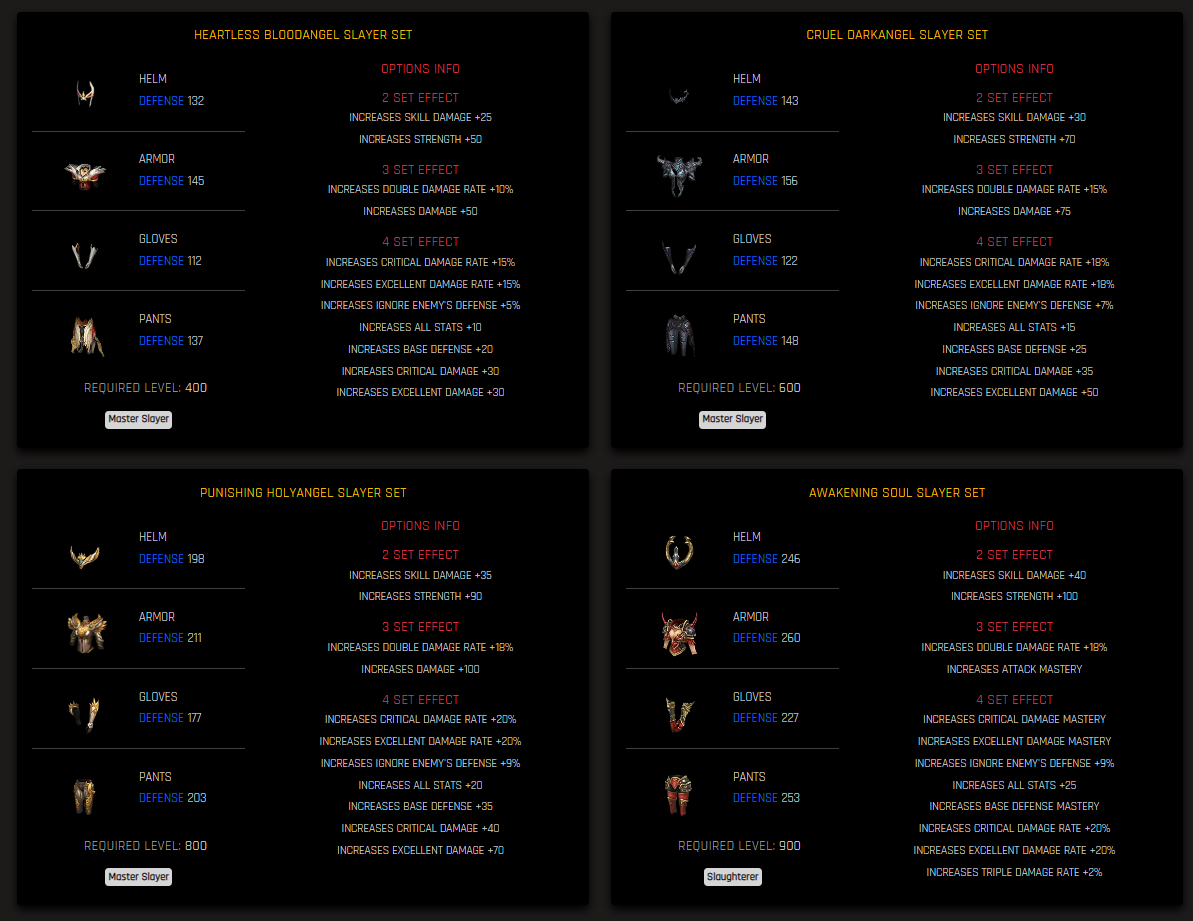 HEARTLESS BLOODANGEL SLAYER SET
HELM
DEFENSE 132
ARMOR
DEFENSE 145
GLOVES
DEFENSE 112
PANTS
DEFENSE 137
REQUIRED LEVEL: 400
Master Slayer
OPTIONS INFO
2 SET EFFECT
INCREASES SKILL DAMAGE +25
INCREASES STRENGTH +50
3 SET EFFECT
INCREASES DOUBLE DAMAGE RATE +10%
INCREASES DAMAGE +50
4 SET EFFECT
INCREASES CRITICAL DAMAGE RATE +15%
INCREASES EXCELLENT DAMAGE RATE +15%
INCREASES IGNORE ENEMY'S DEFENSE +5%
INCREASES ALL STATS +10
INCREASES BASE DEFENSE +20
INCREASES CRITICAL DAMAGE +30
INCREASES EXCELLENT DAMAGE +30
CRUEL DARKANGEL SLAYER SET
HELM
DEFENSE 143
ARMOR
DEFENSE 156
GLOVES
DEFENSE 122
PANTS
DEFENSE 148
REQUIRED LEVEL: 600
Master Slayer
OPTIONS INFO
2 SET EFFECT
INCREASES SKILL DAMAGE +30
INCREASES STRENGTH +70
3 SET EFFECT
INCREASES DOUBLE DAMAGE RATE +15%
INCREASES DAMAGE +75
4 SET EFFECT
INCREASES CRITICAL DAMAGE RATE +18%
INCREASES EXCELLENT DAMAGE RATE +18%
INCREASES IGNORE ENEMY'S DEFENSE +7%
INCREASES ALL STATS +15
INCREASES BASE DEFENSE +25
INCREASES CRITICAL DAMAGE +35
INCREASES EXCELLENT DAMAGE +50
PUNISHING HOLYANGEL SLAYER SET
HELM
DEFENSE 198
ARMOR
DEFENSE 211
GLOVES
DEFENSE 177
PANTS
DEFENSE 203
REQUIRED LEVEL: 800
Master Slayer
OPTIONS INFO
2 SET EFFECT
INCREASES SKILL DAMAGE +35
INCREASES STRENGTH +90
3 SET EFFECT
INCREASES DOUBLE DAMAGE RATE +18%
INCREASES DAMAGE +100
4 SET EFFECT
INCREASES CRITICAL DAMAGE RATE +20%
INCREASES EXCELLENT DAMAGE RATE +20%
INCREASES IGNORE ENEMY'S DEFENSE +9%
INCREASES ALL STATS +20
INCREASES BASE DEFENSE +35
INCREASES CRITICAL DAMAGE +40
INCREASES EXCELLENT DAMAGE +70
AWAKENING SOUL SLAYER SET
HELM
DEFENSE 246
ARMOR
DEFENSE 260
GLOVES
DEFENSE 227
PANTS
DEFENSE 253
REQUIRED LEVEL: 900
Slaughterer
OPTIONS INFO
2 SET EFFECT
INCREASES SKILL DAMAGE +40
INCREASES STRENGTH +100
3 SET EFFECT
INCREASES DOUBLE DAMAGE RATE +18%
INCREASES ATTACK MASTERY
4 SET EFFECT
INCREASES CRITICAL DAMAGE MASTERY
INCREASES EXCELLENT DAMAGE MASTERY
INCREASES IGNORE ENEMY'S DEFENSE +9%
INCREASES ALL STATS +25
INCREASES BASE DEFENSE MASTERY
INCREASES CRITICAL DAMAGE RATE +20%
INCREASES EXCELLENT DAMAGE RATE +20%
INCREASES TRIPLE DAMAGE RATE +2%